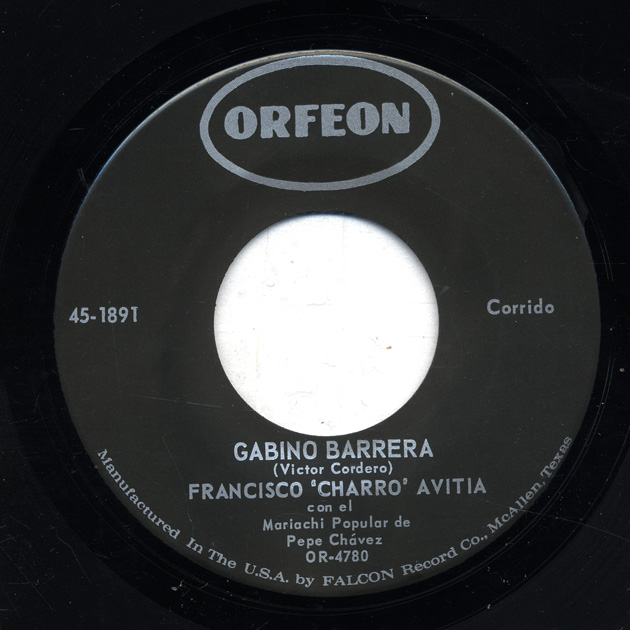 ORFEON
45-1891
Corrido
GABINO BARRERA
(Victor Cordero)
FRANCISCO "CHARRO" AVITIA
con el
Mariachi Popular de
Pepe Chávez
OR-4780
Manufactured In The U.S.A. by FALCON Record Co., McAllen, Texas